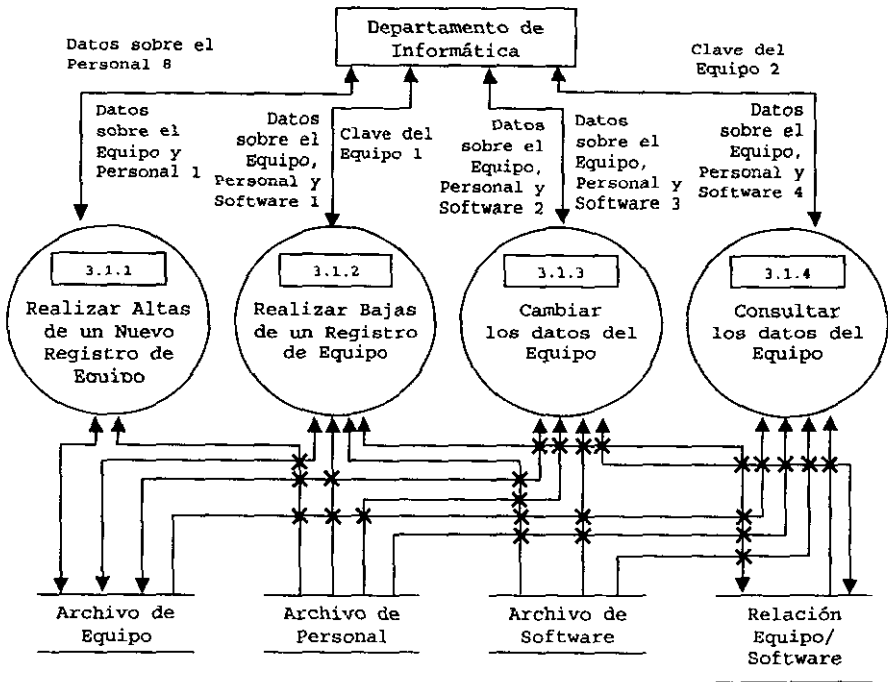 Departamento de
Informática
Datos sobre el
Personal 8
Clave del
Equipo 2
Datos
sobre el
Equipo y
Personal 1
Datos
sobre el
Equipo,
Personal y
Software 1
Clave del
Equipo 1
Datos
sobre el
Equipo,
Personal y
Software 2
Datos
sobre el
Equipo,
Personal y
Software 3
Datos
sobre el
Equipo,
Personal y
Software 4
3.1.1
Realizar Altas
de un Nuevo
Registro de
Equipo
3.1.2
Realizar Bajas
de un Registro
de Equipo
3.1.3
Cambiar
los datos del
Equipo
3.1.4
Consultar
los datos del
Equipo
Archivo de
Equipo
Archivo de
Personal
Archivo de
Software
Relación
Equipo/
Software